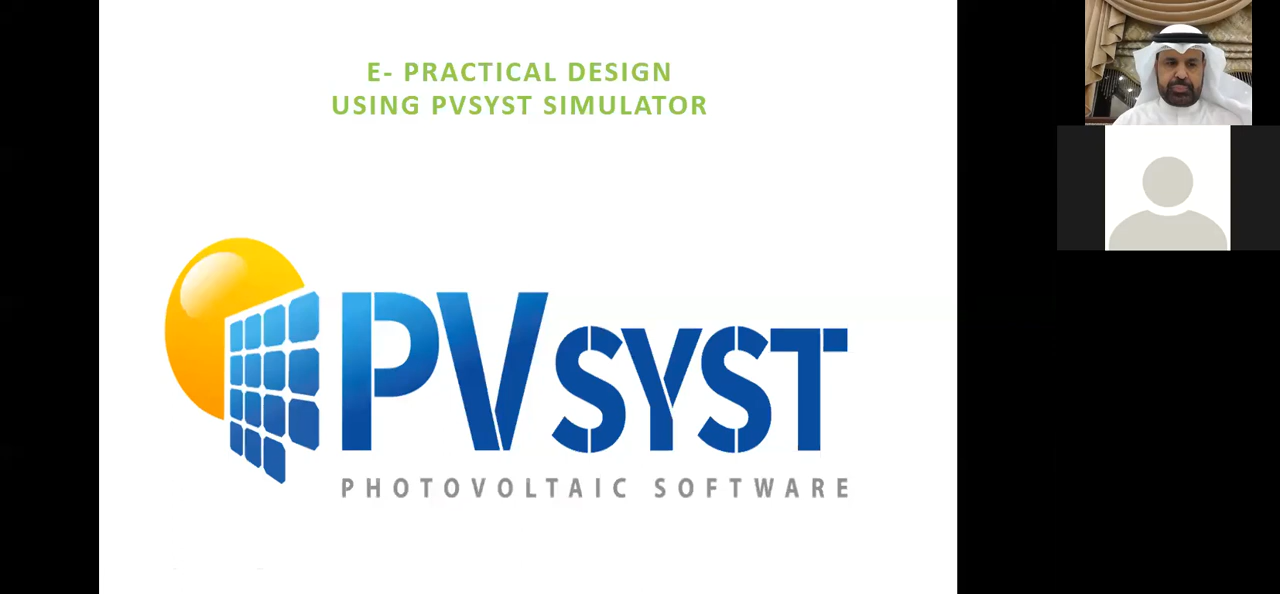 E- PRACTICAL DESIGN
USING PVSYST SIMULATOR
PVSYST
PHOTOVOLTAIC SOFTWARE